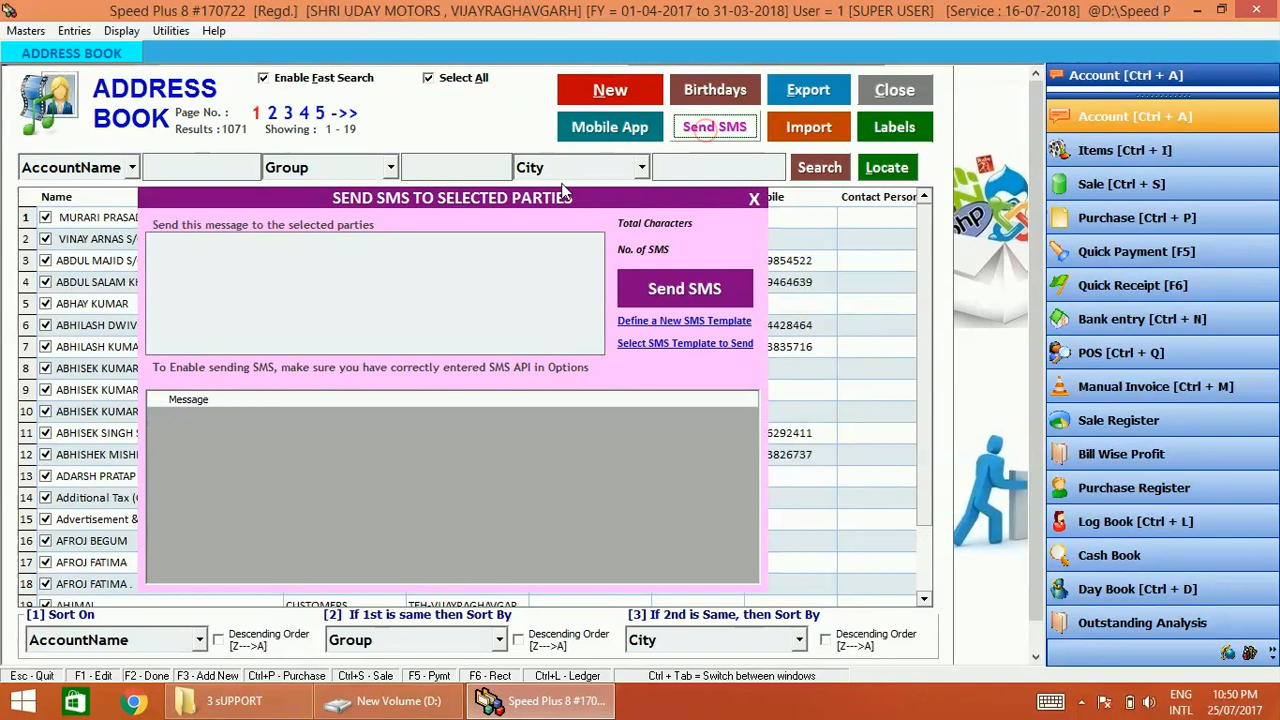 Speed Plus 8 #170722 [Regd.] [SHRI UDAY MOTORS , VIJAYRAGHAVGARH] [FY = 01-04-2017 to 31-03-2018] User = 1 [SUPER USER] [Service : 16-07-2018] @D:\Speed P
Masters Entries Display Utilities Help
ADDRESS BOOK
Account [Ctrl + A]
ADDRESS BOOK
Enable Fast Search Select All
Page No. : 1 2 3 4 5 ->>
Results : 1071 Showing : 1 - 19
New Birthdays Export Close
Mobile App Send SMS Import Labels
AccountName Group City Search Locate
Name Contact Person
SEND SMS TO SELECTED PARTIES X
Send this message to the selected parties
Total Characters
No. of SMS
Send SMS
Define a New SMS Template
Select SMS Template to Send
To Enable sending SMS, make sure you have correctly entered SMS API in Options
Message
1 MURARI PRASAD
2 VINAY ARNAS S/
3 ABDUL MAJID S/ 9854522
4 ABDUL SALAM KH 9464639
5 ABHAY KUMAR
6 ABHILASH DWIV 4428464
7 ABHILASH KUMA 3835716
8 ABHISEK KUMAR
9 ABHISEK KUMAR
10 ABHISEK KUMAR
11 ABHISEK SINGH S 5292411
12 ABHISHEK MISH 3826737
13 ADARSH PRATAP
14 Additional Tax (
15 Advertisement &
16 AFROJ BEGUM
17 AFROJ FATIMA
18 AFROJ FATIMA .
19 AHIMAL CUSTOMERS TEH-VIJAYRAGHAVGAR
[1] Sort On [2] If 1st is same then Sort By [3] If 2nd is Same, then Sort By
AccountName Descending Order [Z--->A] Group Descending Order [Z--->A] City Descending Order [Z--->A]
Account [Ctrl + A]
Items [Ctrl + I]
Sale [Ctrl + S]
Purchase [Ctrl + P]
Quick Payment [F5]
Quick Receipt [F6]
Bank entry [Ctrl + N]
POS [Ctrl + Q]
Manual Invoice [Ctrl + M]
Sale Register
Bill Wise Profit
Purchase Register
Log Book [Ctrl + L]
Cash Book
Day Book [Ctrl + D]
Outstanding Analysis
Esc - Quit F1 - Edit F2 - Done F3 - Add New Ctrl+P - Purchase Ctrl+S - Sale F5 - Pymt F6 - Rect Ctrl+L - Ledger Ctrl + Tab = Switch between windows
3 sUPPORT New Volume (D:) Speed Plus 8 #170...
ENG INTL
10:50 PM
25/07/2017